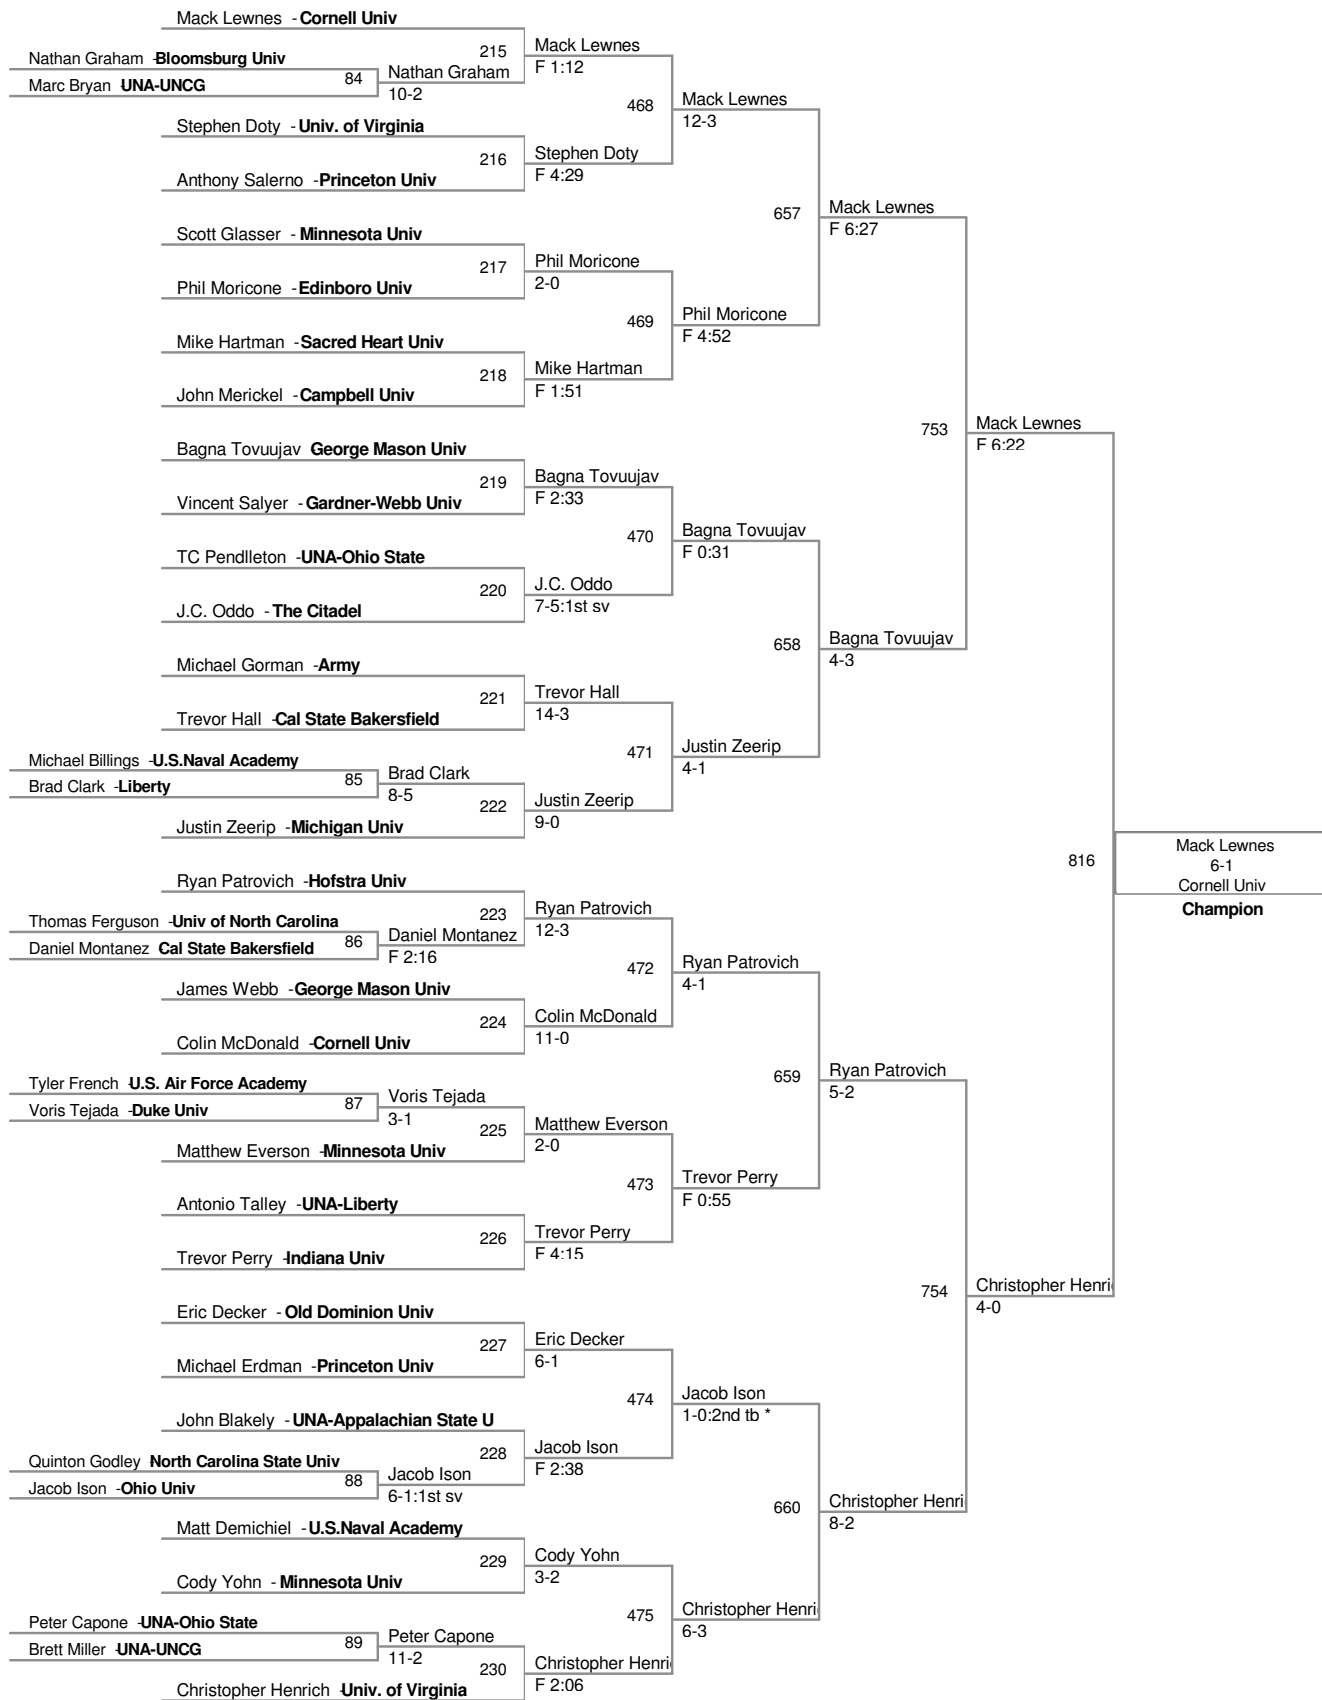 Mack Lewnes - Cornell Univ
215
Mack Lewnes
F 1:12
Nathan Graham -Bloomsburg Univ
84
Nathan Graham
10-2
Marc Bryan -UNA-UNCG
468
Mack Lewnes
12-3
Stephen Doty - Univ. of Virginia
216
Stephen Doty
F 4:29
Anthony Salerno - Princeton Univ
657
Mack Lewnes
F 6:27
Scott Glasser - Minnesota Univ
217
Phil Moricone
2-0
Phil Moricone - Edinboro Univ
469
Phil Moricone
F 4:52
Mike Hartman - Sacred Heart Univ
218
Mike Hartman
F 1:51
John Merickel - Campbell Univ
753
Mack Lewnes
F 6:22
Bagna Tovuujav George Mason Univ
219
Bagna Tovuujav
F 2:33
Vincent Salyer - Gardner-Webb Univ
470
Bagna Tovuujav
F 0:31
TC Pendlleton -UNA-Ohio State
220
J.C. Oddo
7-5:1st sv
J.C. Oddo - The Citadel
658
Bagna Tovuujav
4-3
Michael Gorman -Army
221
Trevor Hall
14-3
Trevor Hall -Cal State Bakersfield
471
Justin Zeerip
4-1
Michael Billings -U.S.Naval Academy
85
Brad Clark
8-5
Brad Clark -Liberty
222
Justin Zeerip
9-0
Justin Zeerip -Michigan Univ
816
Mack Lewnes
6-1
Cornell Univ
Champion
Ryan Patrovich -Hofstra Univ
223
Ryan Patrovich
12-3
Thomas Ferguson -Univ of North Carolina
86
Daniel Montanez
F 2:16
Daniel Montanez Cal State Bakersfield
472
Ryan Patrovich
4-1
James Webb -George Mason Univ
224
Colin McDonald
11-0
Colin McDonald -Cornell Univ
659
Ryan Patrovich
5-2
Tyler French U.S. Air Force Academy
87
Voris Tejada
3-1
Voris Tejada -Duke Univ
225
Matthew Everson
2-0
Matthew Everson -Minnesota Univ
473
Trevor Perry
F 0:55
Antonio Talley -UNA-Liberty
226
Trevor Perry
F 4:15
Trevor Perry -Indiana Univ
754
Christopher Henri
4-0
Eric Decker - Old Dominion Univ
227
Eric Decker
6-1
Michael Erdman -Princeton Univ
474
Jacob Ison
1-0:2nd tb *
John Blakely - UNA-Appalachian State U
228
Jacob Ison
F 2:38
Quinton Godley North Carolina State Univ
88
Jacob Ison
6-1:1st sv
Jacob Ison -Ohio Univ
660
Christopher Henri
8-2
Matt Demichiel -U.S.Naval Academy
229
Cody Yohn
3-2
Cody Yohn - Minnesota Univ
475
Christopher Henri
6-3
Peter Capone -UNA-Ohio State
89
Peter Capone
11-2
Brett Miller -UNA-UNCG
230
Christopher Henri
F 2:06
Christopher Henrich -Univ. of Virginia